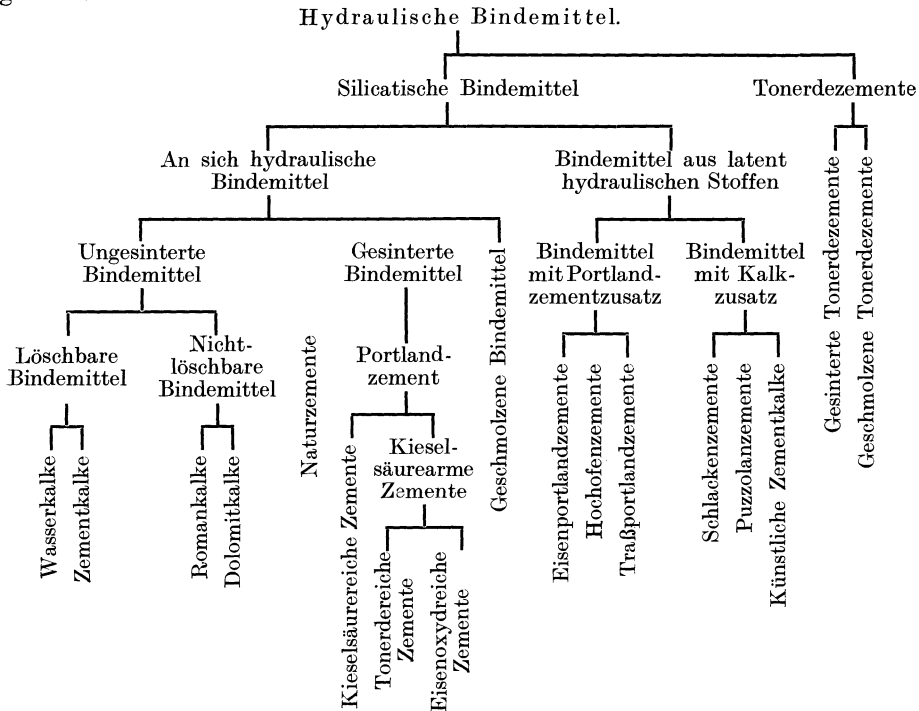 Hydraulische Bindemittel.
Silicatische Bindemittel
Tonerdezemente
An sich hydraulische
Bindemittel
Bindemittel aus latent
hydraulischen Stoffen
Gesinterte Tonerdezemente
Geschmolzene Tonerdezemente
Ungesinterte
Bindemittel
Gesinterte
Bindemittel
Geschmolzene Bindemittel
Bindemittel
mit Portland-
zementzusatz
Bindemittel
mit Kalk-
zusatz
Löschbare
Bindemittel
Nicht-
löschbare
Bindemittel
Naturzemente
Portland-
zement
Wasserkalke
Zementkalke
Romankalke
Dolomitkalke
Kieselsäurereiche Zemente
Kiesel-
säurearme
Zemente
Tonerdereiche
Zemente
Eisenoxydreiche
Zemente
Eisenportlandzemente
Hochofenzemente
Traßportlandzemente
Schlackenzemente
Puzzolanzemente
Künstliche Zementkalke